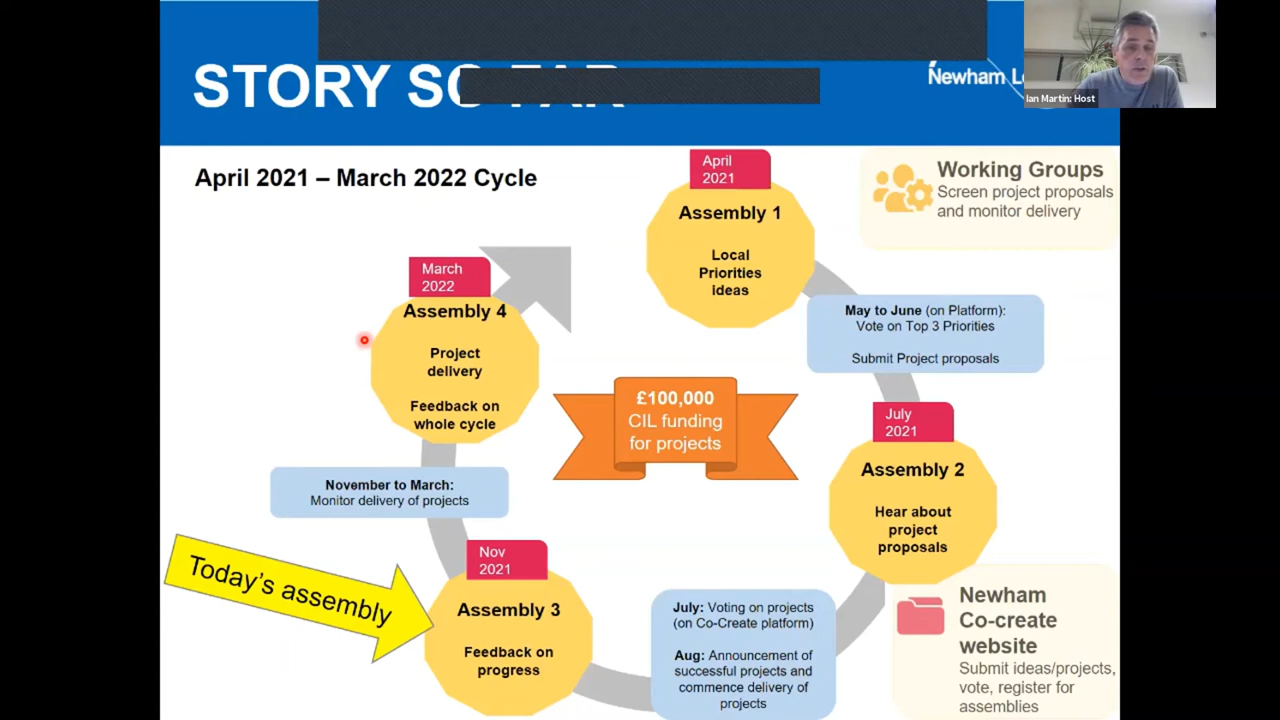 STORY SO FAR
Newham
Ian Martin: Host
April 2021 – March 2022 Cycle
April
2021
Assembly 1
Local
Priorities
ideas
Working Groups
Screen project proposals
and monitor delivery
May to June (on Platform):
Vote on Top 3 Priorities
Submit Project proposals
July
2021
Assembly 2
Hear about
project
proposals
Newham
Co-create
website
Submit ideas/projects,
vote, register for
assemblies
July: Voting on projects
(on Co-Create platform)
Aug: Announcement of
successful projects and
commence delivery of
projects
Nov
2021
Assembly 3
Feedback on
progress
Today's assembly
November to March:
Monitor delivery of projects
March
2022
Assembly 4
Project
delivery
Feedback on
whole cycle
£100,000
CIL funding
for projects